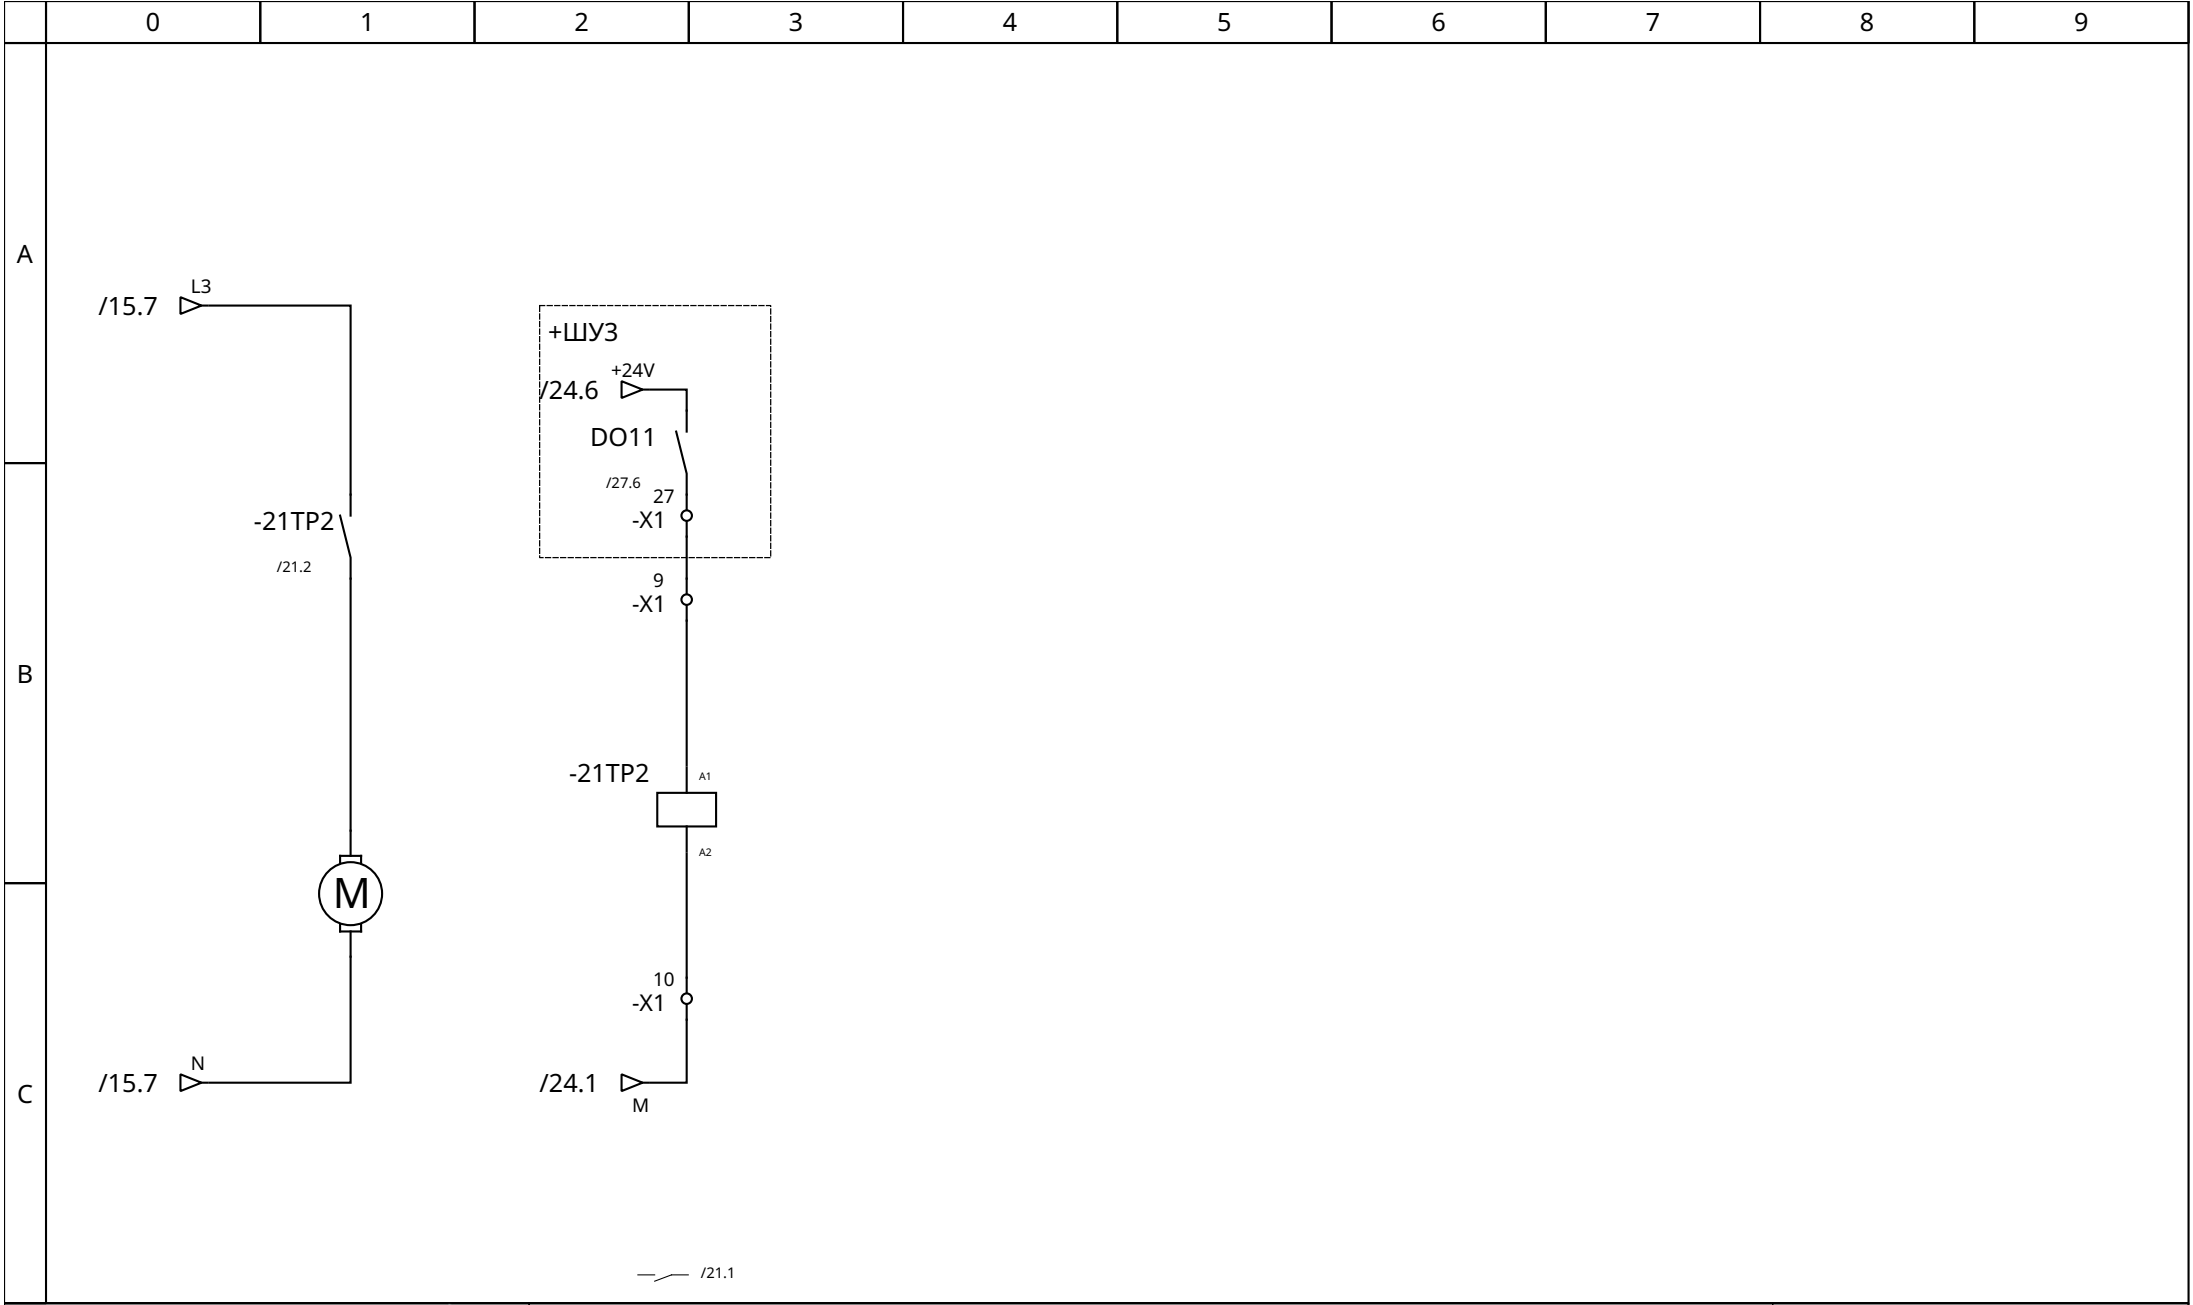 0 1 2 3 4 5 6 7 8 9
A
L3
/15.7
+ШУ3
+24V
/24.6
DO11
/27.6
27
-X1
-21TP2
/21.2
9
-X1
B
-21TP2
A1
A2
M
10
-X1
N
/15.7
/24.1
M
C
/21.1